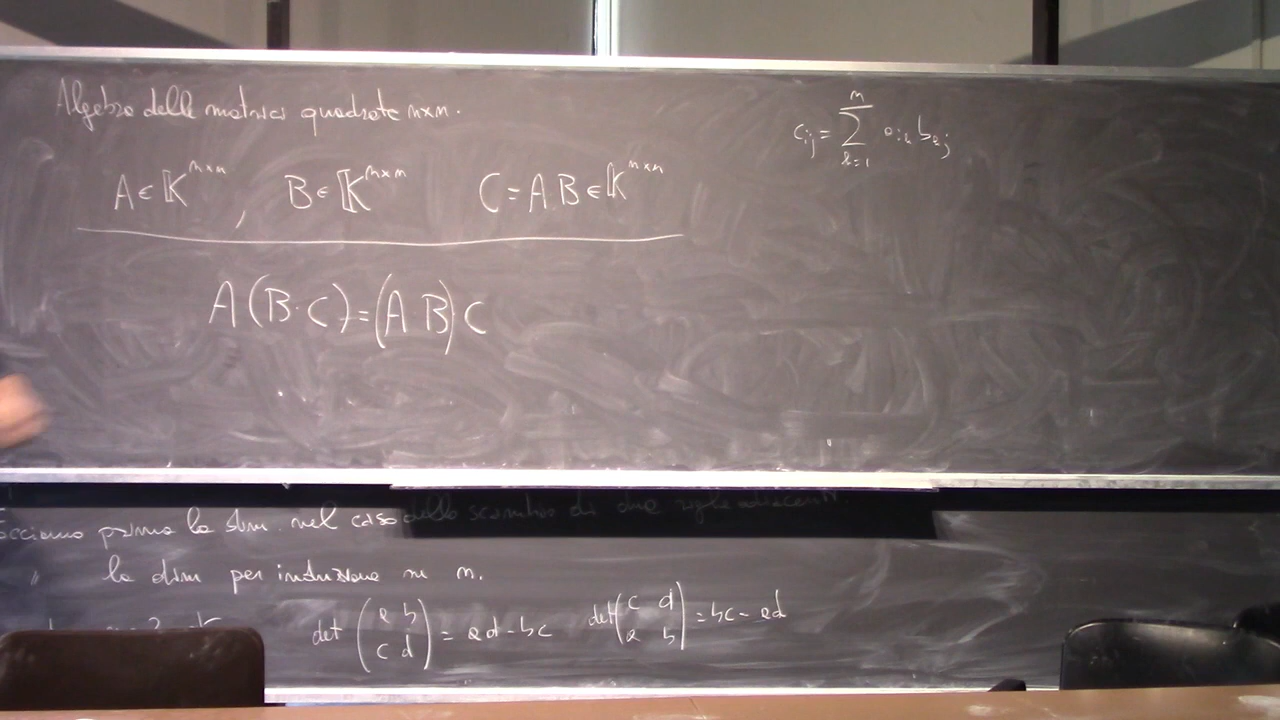 Algebra delle matrici quadrate n×n.
c_{ij} = \sum_{k=1}^{n} a_{ik} b_{kj}
A ∈ 𝕂^{n×n}, B ∈ 𝕂^{n×n} C = A B ∈ 𝕂^{n×n}
A(B·C) = (A B) C
Facciamo prima la dim. nel caso dello scambio di due righe adiacenti.
" la dim per induzione su n.
det (a b; c d) = ad - bc det (c d; a b) = bc - ad